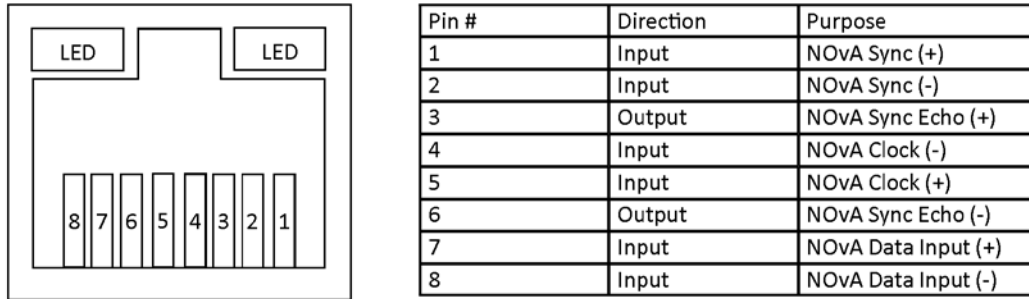 LED LED
8 7 6 5 4 3 2 1
Pin # Direction Purpose
1 Input NOvA Sync (+)
2 Input NOvA Sync (-)
3 Output NOvA Sync Echo (+)
4 Input NOvA Clock (-)
5 Input NOvA Clock (+)
6 Output NOvA Sync Echo (-)
7 Input NOvA Data Input (+)
8 Input NOvA Data Input (-)